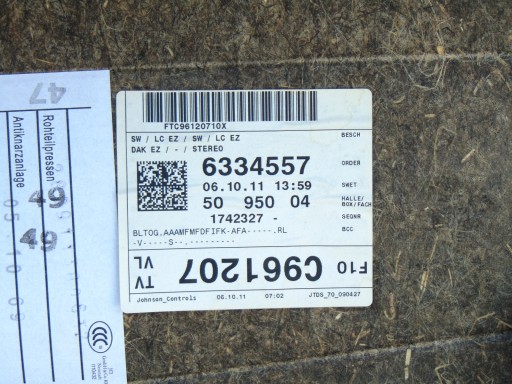 FTC96120710X
SW / LC EZ / SW / LC EZ BESCH
DAK EZ / - / STEREO
6334557 ORDER
06.10.11 13:59 SWET
50 950 04 HALLE/ BOX/FACH
1742327 - SEQNR
BLTOG.AAAMFMFDFIFK-AFA-----.RL BCC
-V-----S--.---------
TV VL C961207 F10
Johnson_Controls 06.10.11 07:02 JTDS_70_090427
47
Rohteilpressen 49
Antiknarzanlage 49
CCC